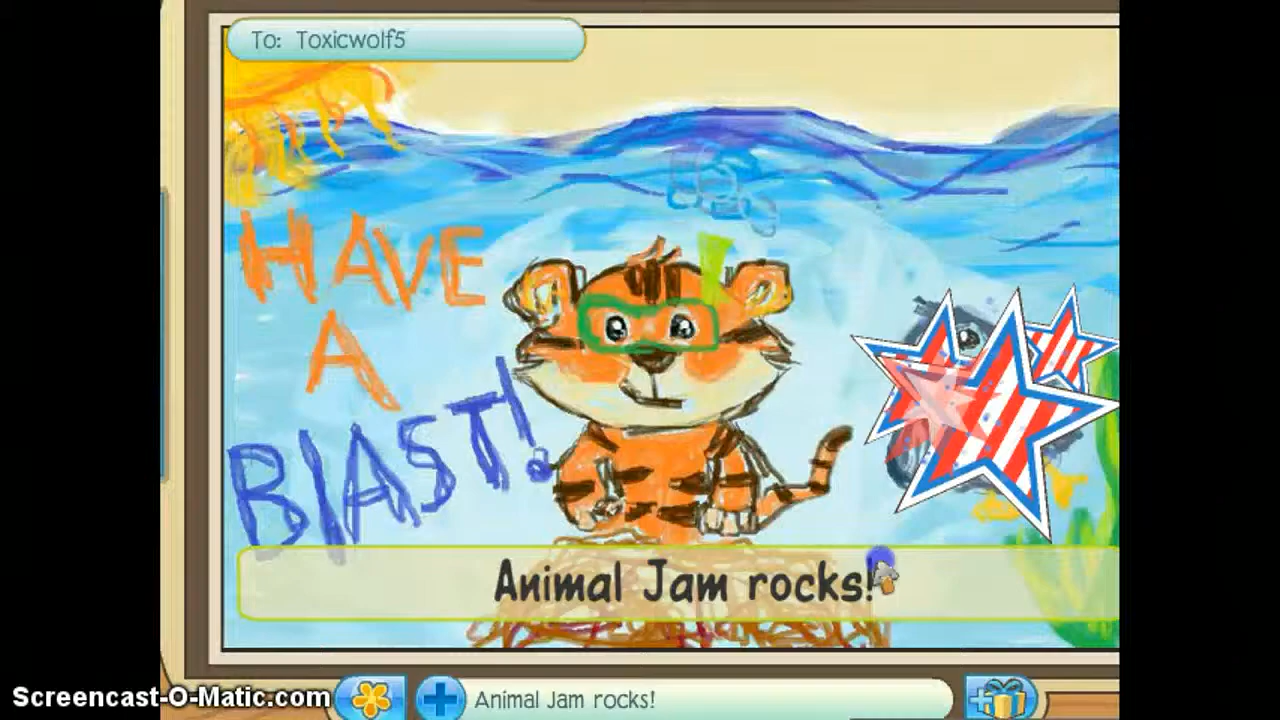 To: Toxicwolf5
HAVE
A
BlAST!
Animal Jam rocks!
Screencast-O-Matic.com
Animal Jam rocks!